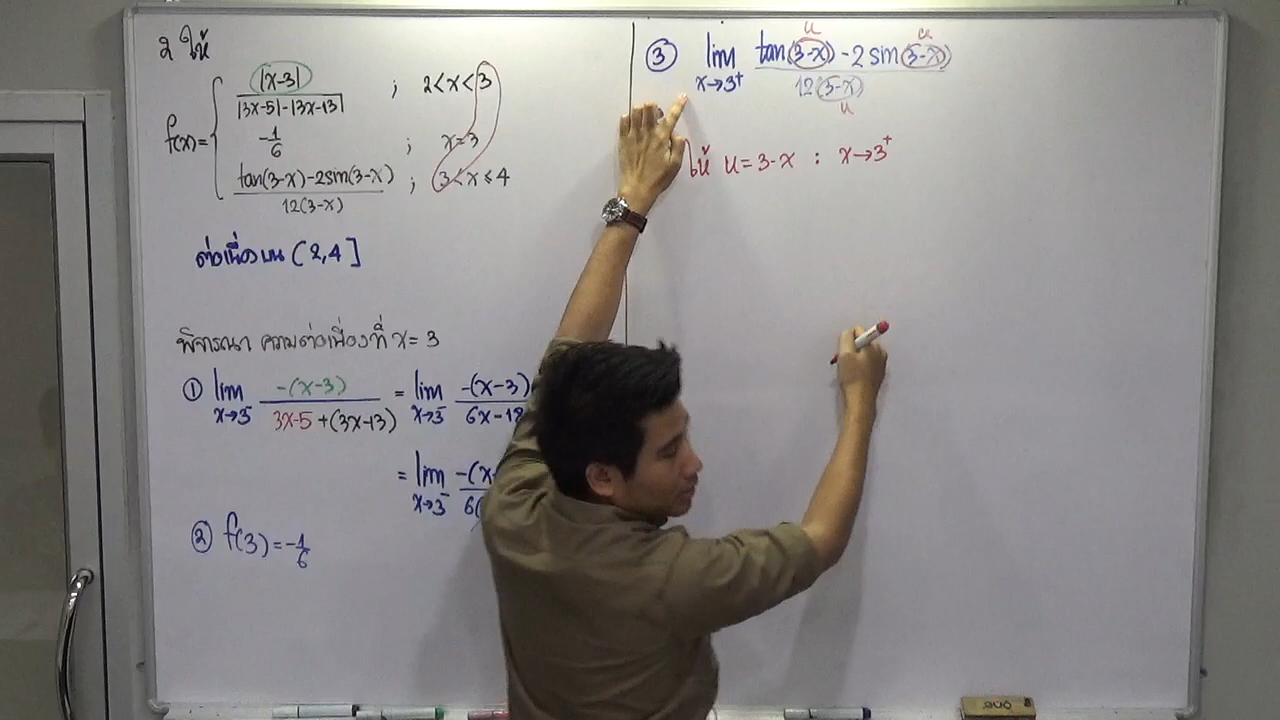 2 ให้
|x-3|
|3x-5|-|3x-13| ; 2<x<3
f(x)= -1/6 ; x=3
tan(3-x)-2sin(3-x) ; 3<x≤4
12(3-x)
ต่อเนื่องบน (2,4]
พิจารณา ความต่อเนื่องที่ x=3
① lim -(x-3) = lim -(x-3)
x→3⁻ 3x-5+(3x-13) x→3⁻ 6x-18
= lim -(x-
x→3⁻ 6(
② f(3)=-1/6
u u
③ lim tan(3-x)-2sin(3-x)
x→3⁺ 12(3-x)
u
ให้ u=3-x : x→3⁺